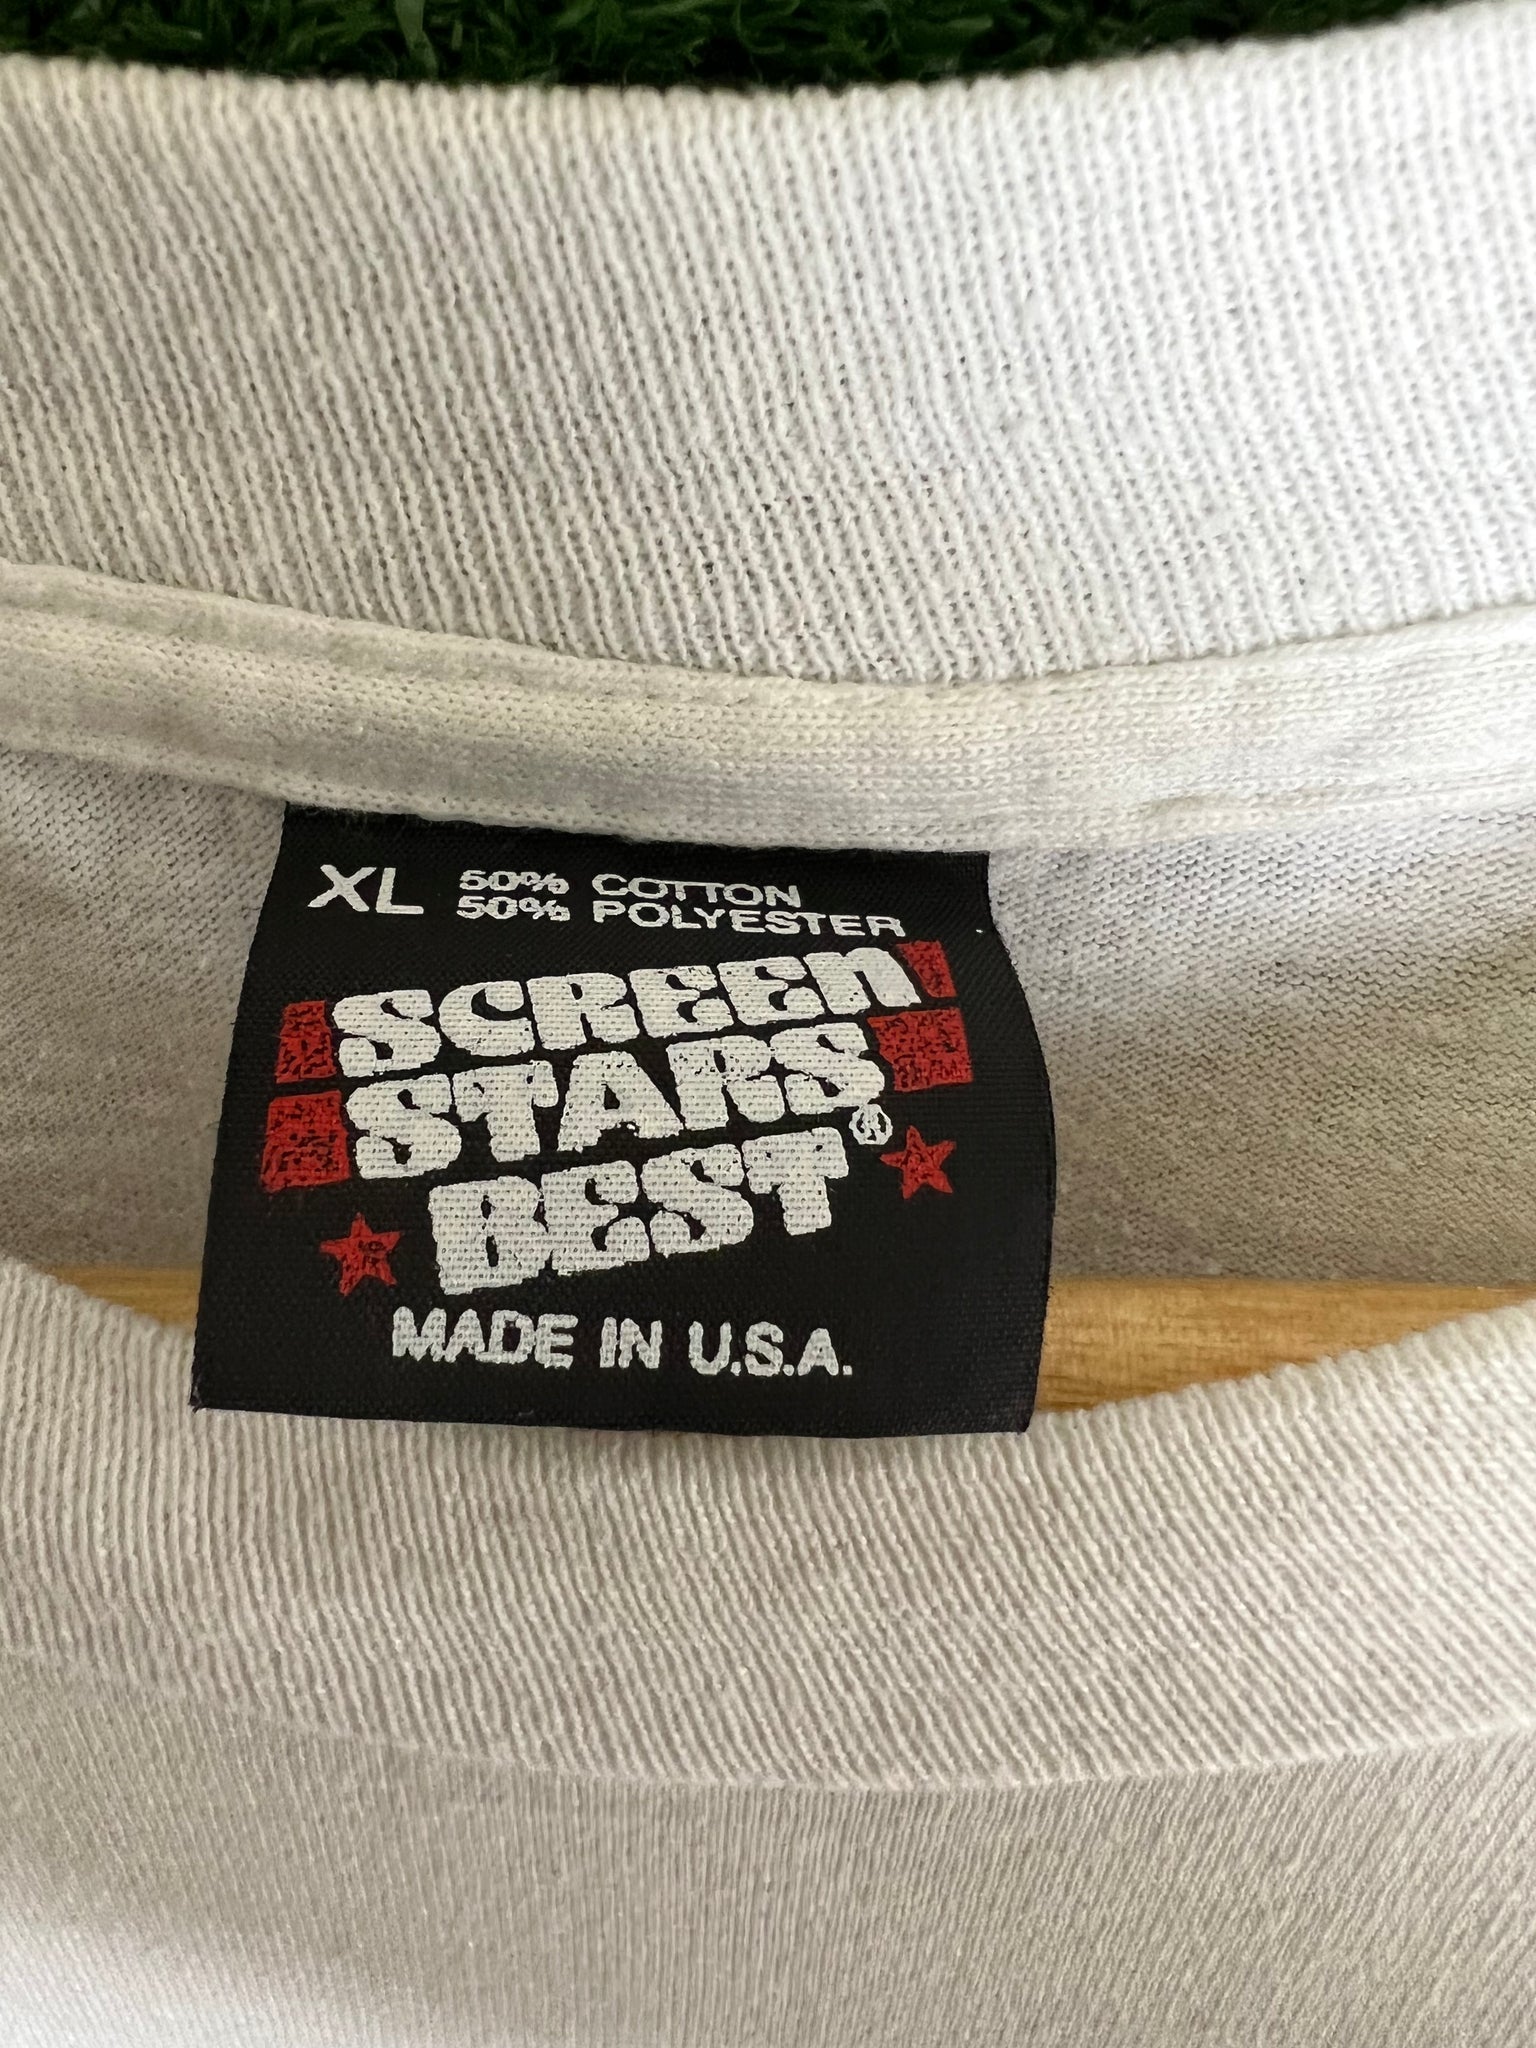 XL 50% COTTON
50% POLYESTER
SCREEN
STARS
BEST®
MADE IN U.S.A.